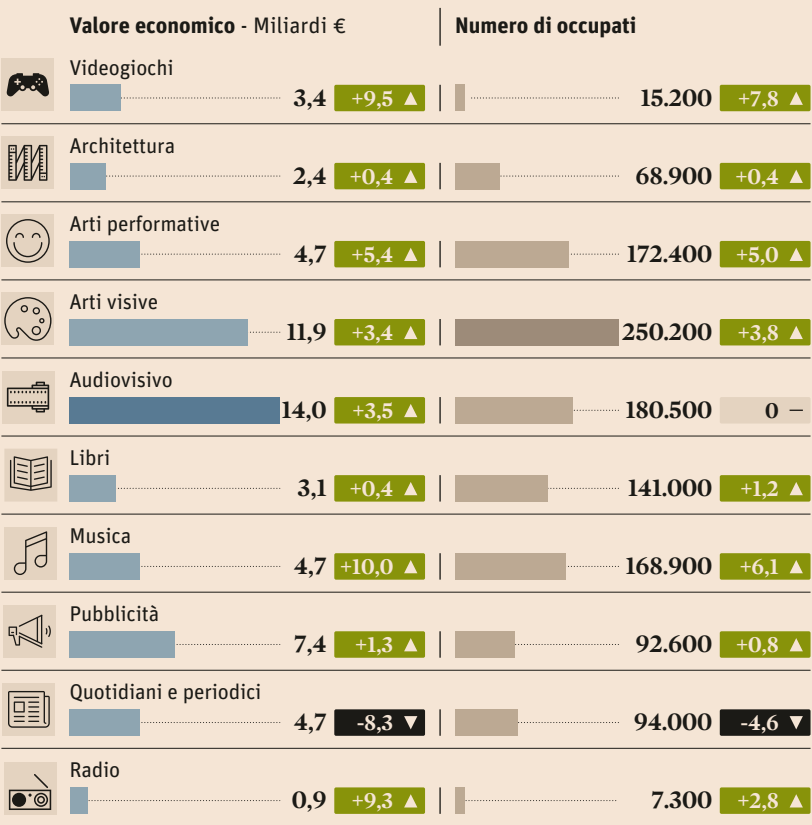 Valore economico - Miliardi € Numero di occupati
Videogiochi
3,4 +9,5 ▲ 15.200 +7,8 ▲
Architettura
2,4 +0,4 ▲ 68.900 +0,4 ▲
Arti performative
4,7 +5,4 ▲ 172.400 +5,0 ▲
Arti visive
11,9 +3,4 ▲ 250.200 +3,8 ▲
Audiovisivo
14,0 +3,5 ▲ 180.500 0 –
Libri
3,1 +0,4 ▲ 141.000 +1,2 ▲
Musica
4,7 +10,0 ▲ 168.900 +6,1 ▲
Pubblicità
7,4 +1,3 ▲ 92.600 +0,8 ▲
Quotidiani e periodici
4,7 -8,3 ▼ 94.000 -4,6 ▼
Radio
0,9 +9,3 ▲ 7.300 +2,8 ▲